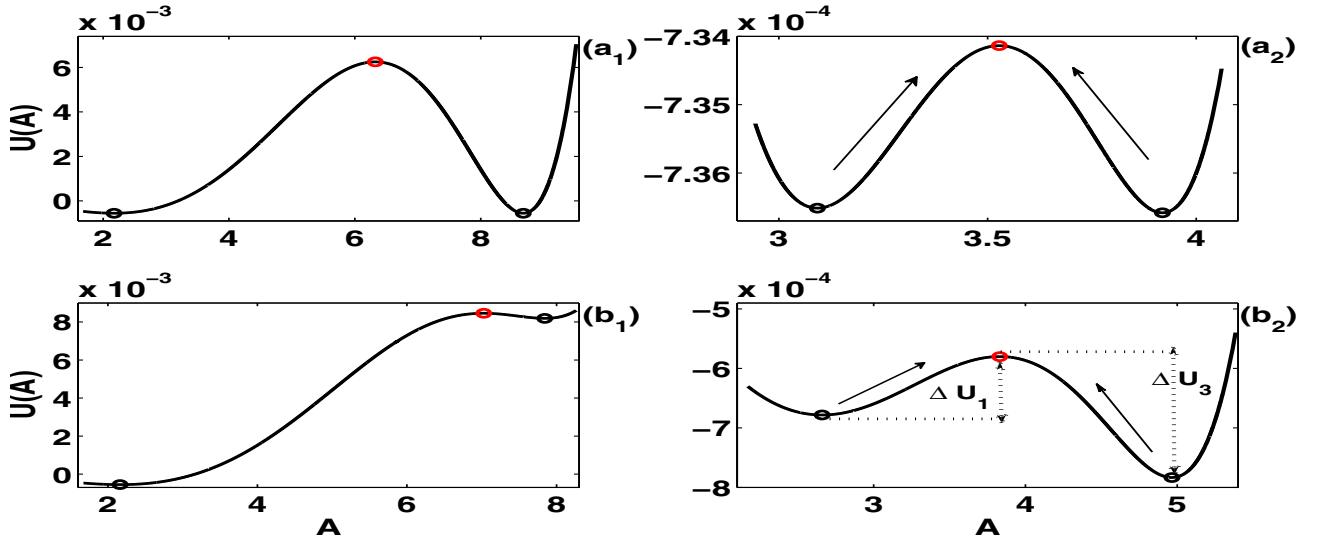 x 10⁻³
U(A)
6
4
2
0
2 4 6 8
(a₁)
x 10⁻⁴
−7.34
−7.35
−7.36
3 3.5 4
(a₂)
x 10⁻³
U(A)
8
6
4
2
0
2 4 6 8
A
(b₁)
x 10⁻⁴
−5
−6
−7
−8
Δ U₁
Δ U₃
3 4 5
A
(b₂)